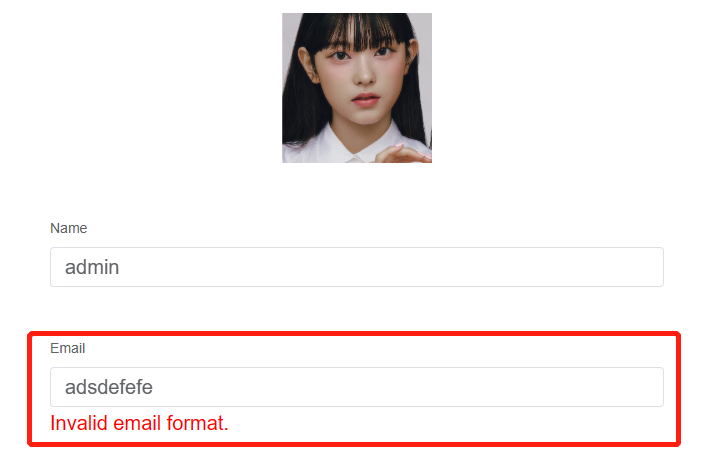 Name
admin
Email
adsdefefe
Invalid email format.